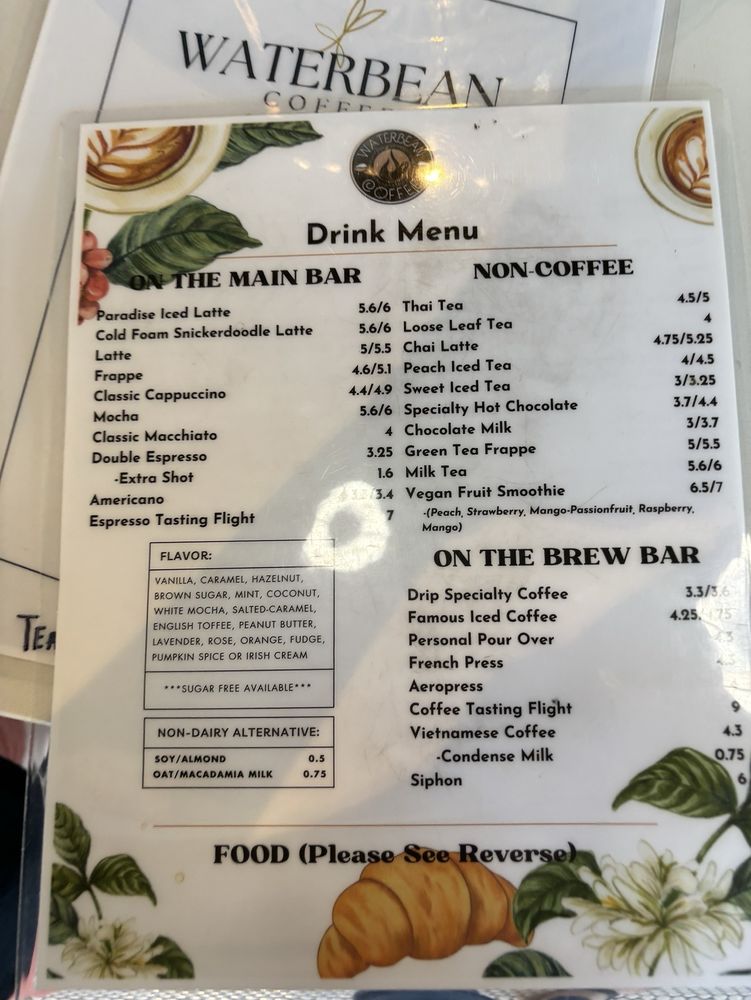 WATERBEAN
COFFEE
WATERBEAN
COFFEE
Drink Menu
ON THE MAIN BAR
Paradise Iced Latte 5.6/6
Cold Foam Snickerdoodle Latte 5.6/6
Latte 5/5.5
Frappe 4.6/5.1
Classic Cappuccino 4.4/4.9
Mocha 5.6/6
Classic Macchiato 4
Double Espresso 3.25
-Extra Shot 1.6
Americano
Espresso Tasting Flight 7
FLAVOR:
VANILLA, CARAMEL, HAZELNUT,
BROWN SUGAR, MINT, COCONUT,
WHITE MOCHA, SALTED-CARAMEL,
ENGLISH TOFFEE, PEANUT BUTTER,
LAVENDER, ROSE, ORANGE, FUDGE,
PUMPKIN SPICE OR IRISH CREAM
***SUGAR FREE AVAILABLE***
NON-DAIRY ALTERNATIVE:
SOY/ALMOND 0.5
OAT/MACADAMIA MILK 0.75
NON-COFFEE
Thai Tea 4.5/5
Loose Leaf Tea 4
Chai Latte 4.75/5.25
Peach Iced Tea 4/4.5
Sweet Iced Tea 3/3.25
Specialty Hot Chocolate 3.7/4.4
Chocolate Milk 3/3.7
Green Tea Frappe 5/5.5
Milk Tea 5.6/6
Vegan Fruit Smoothie 6.5/7
-(Peach, Strawberry, Mango-Passionfruit, Raspberry,
Mango)
ON THE BREW BAR
Drip Specialty Coffee 3.3/3.6
Famous Iced Coffee
Personal Pour Over
French Press
Aeropress
Coffee Tasting Flight 9
Vietnamese Coffee 4.3
-Condense Milk 0.75
Siphon 6
FOOD (Please See Reverse)